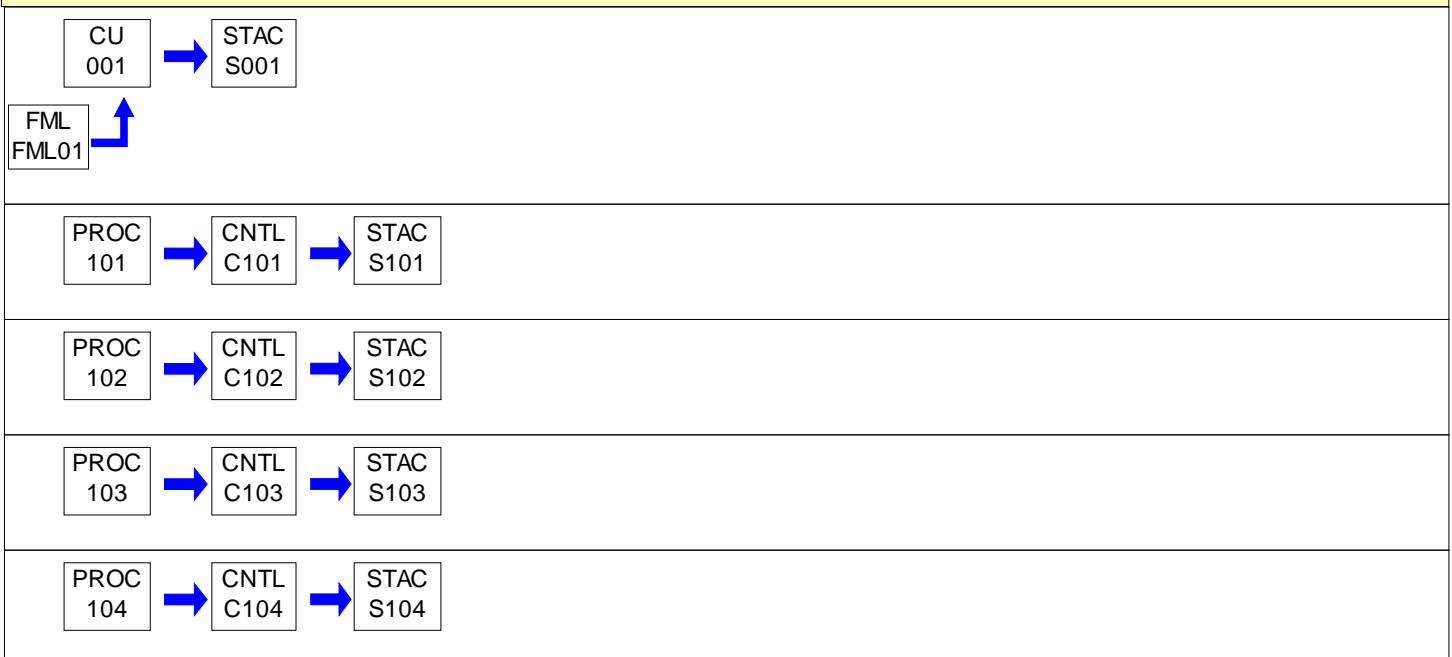 CU
001
STAC
S001
FML
FML01
PROC
101
CNTL
C101
STAC
S101
PROC
102
CNTL
C102
STAC
S102
PROC
103
CNTL
C103
STAC
S103
PROC
104
CNTL
C104
STAC
S104